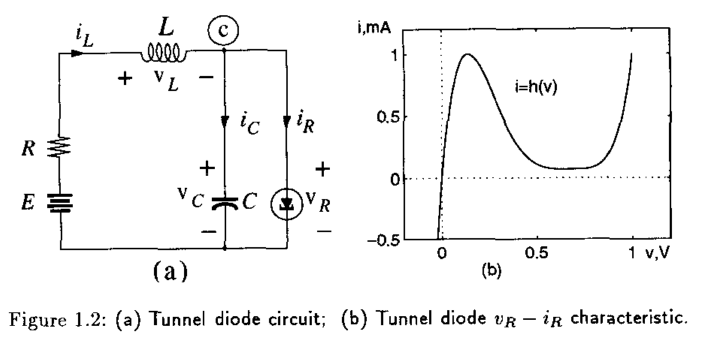 i_L
L
c
+ v_L −
i_C
i_R
R
+
+
E
v_C
C
v_R
−
−
(a)
i,mA
1
0.5
0
−0.5
i=h(v)
0
0.5
1 v,V
(b)
Figure 1.2: (a) Tunnel diode circuit; (b) Tunnel diode v_R − i_R characteristic.